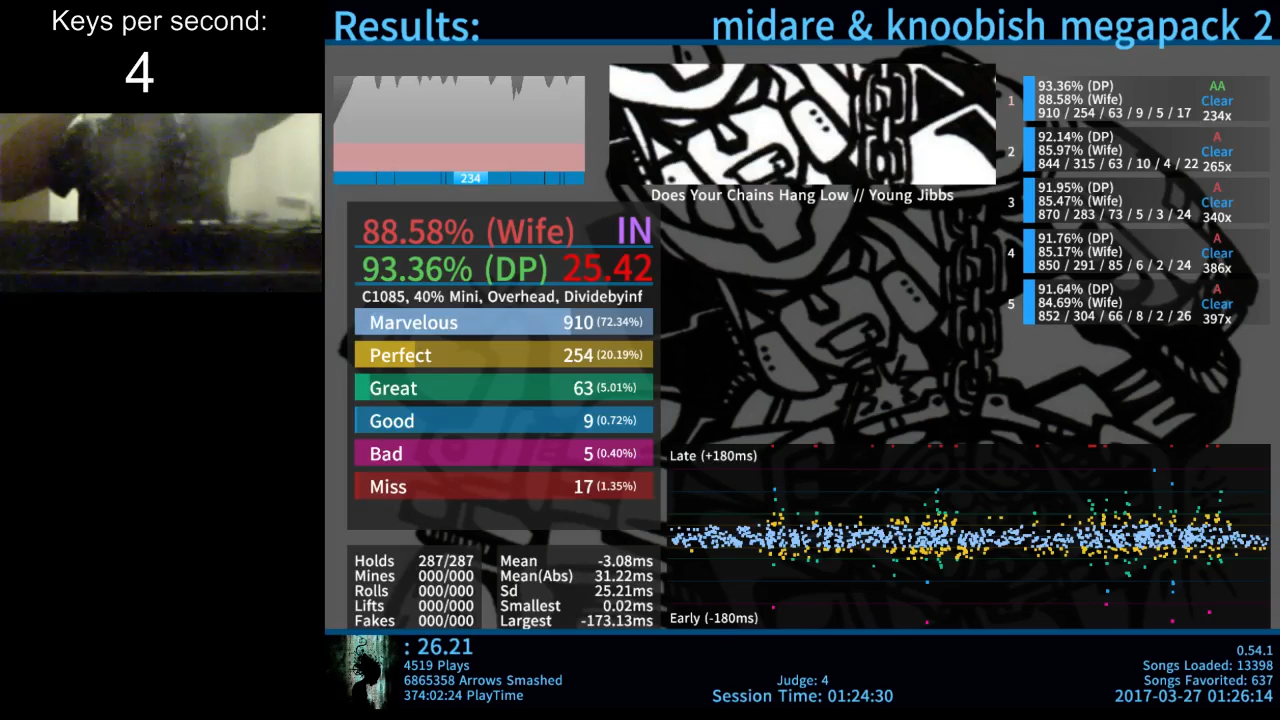 Keys per second:
4
Results:
midare & knoobish megapack 2
234
Does Your Chains Hang Low // Young Jibbs
1
93.36% (DP) AA
88.58% (Wife) Clear
910 / 254 / 63 / 9 / 5 / 17 234x
2
92.14% (DP) A
85.97% (Wife) Clear
844 / 315 / 63 / 10 / 4 / 22 265x
3
91.95% (DP) A
85.47% (Wife) Clear
870 / 283 / 73 / 5 / 3 / 24 340x
4
91.76% (DP) A
85.17% (Wife) Clear
850 / 291 / 85 / 6 / 2 / 24 386x
5
91.64% (DP) A
84.69% (Wife) Clear
852 / 304 / 66 / 8 / 2 / 26 397x
88.58% (Wife) IN
93.36% (DP) 25.42
C1085, 40% Mini, Overhead, Dividebyinf
Marvelous 910 (72.34%)
Perfect 254 (20.19%)
Great 63 (5.01%)
Good 9 (0.72%)
Bad 5 (0.40%)
Miss 17 (1.35%)
Late (+180ms)
Early (-180ms)
Holds 287/287
Mines 000/000
Rolls 000/000
Lifts 000/000
Fakes 000/000
Mean -3.08ms
Mean(Abs) 31.22ms
Sd 25.21ms
Smallest 0.02ms
Largest -173.13ms
: 26.21
4519 Plays
6865358 Arrows Smashed
374:02:24 PlayTime
Judge: 4
Session Time: 01:24:30
0.54.1
Songs Loaded: 13398
Songs Favorited: 637
2017-03-27 01:26:14